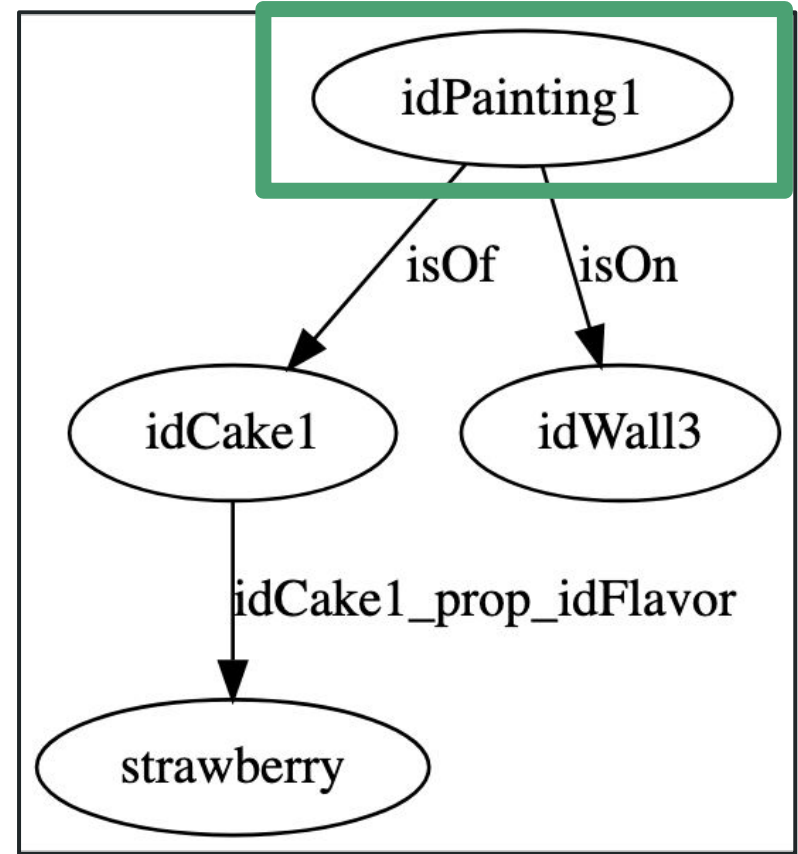 idPainting1
isOf isOn
idCake1 idWall3
idCake1_prop_idFlavor
strawberry